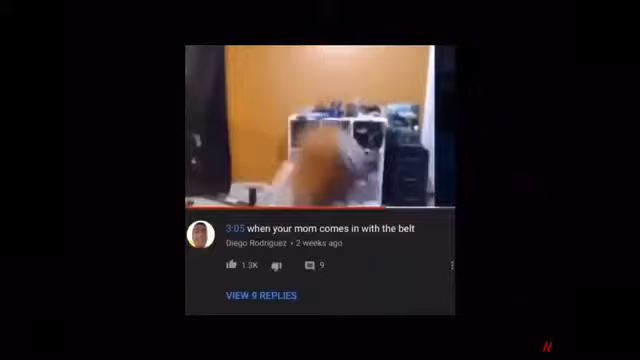 3:05 when your mom comes in with the belt
Diego Rodriguez • 2 weeks ago
1.3K
9
VIEW 9 REPLIES